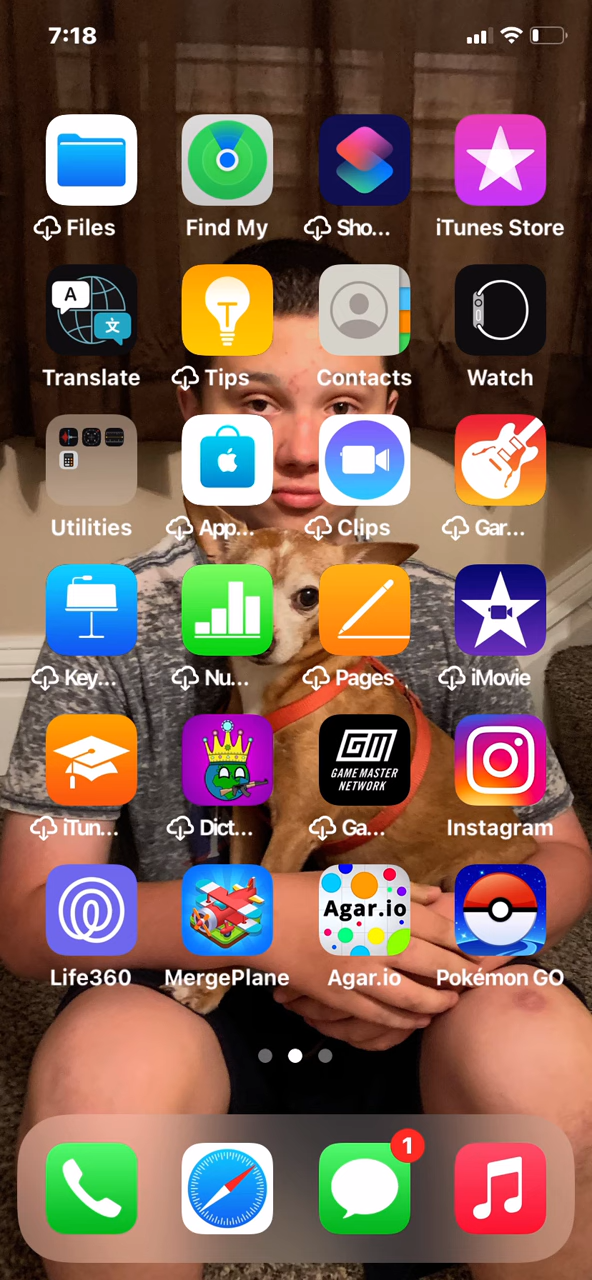 7:18
Files
Find My
Sho...
iTunes Store
A
文
Translate
Tips
Contacts
Watch
Utilities
App...
Clips
Gar...
Key...
Nu...
Pages
iMovie
iTun...
Dict...
GM
GAME MASTER
NETWORK
Ga...
Instagram
Life360
MergePlane
Agar.io
Agar.io
Pokémon GO
1